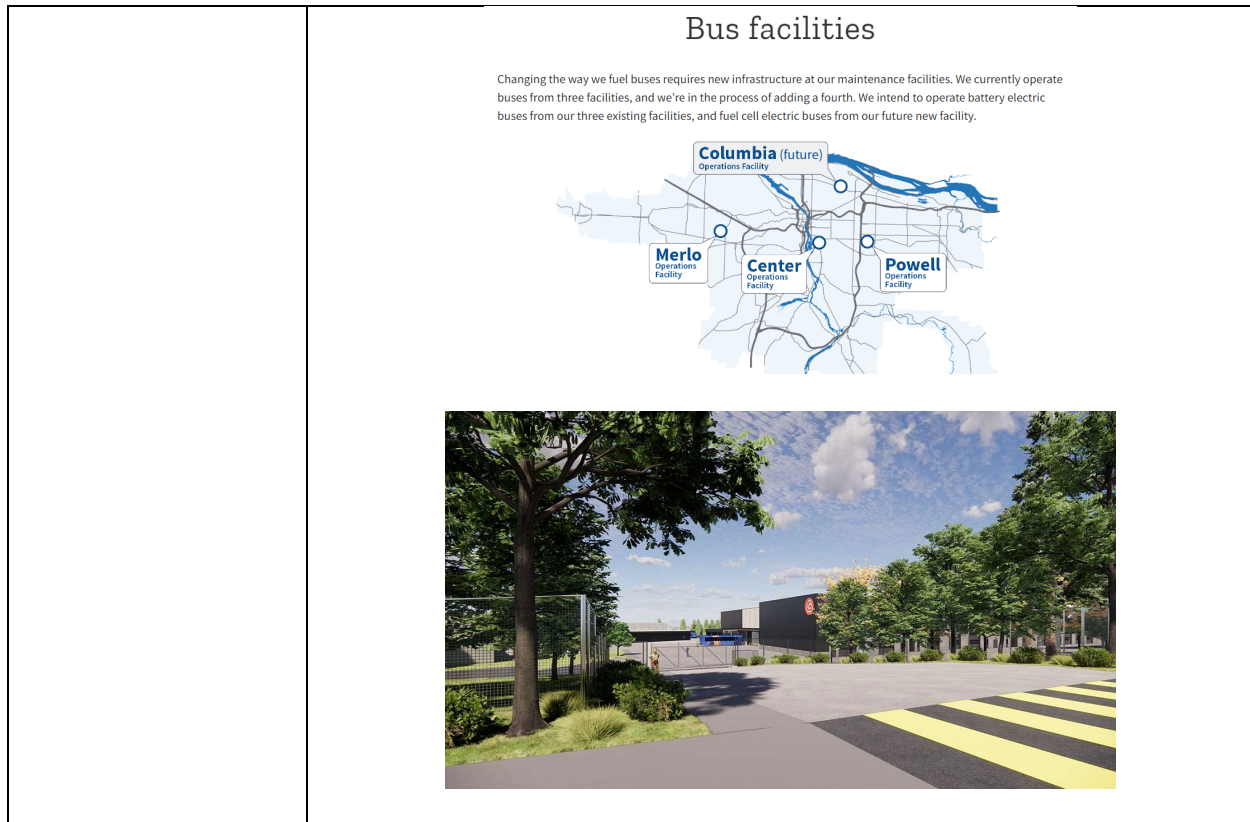 Bus facilities
Changing the way we fuel buses requires new infrastructure at our maintenance facilities. We currently operate
buses from three facilities, and we’re in the process of adding a fourth. We intend to operate battery electric
buses from our three existing facilities, and fuel cell electric buses from our future new facility.
Columbia (future)
Operations Facility
Merlo
Operations
Facility
Center
Operations
Facility
Powell
Operations
Facility